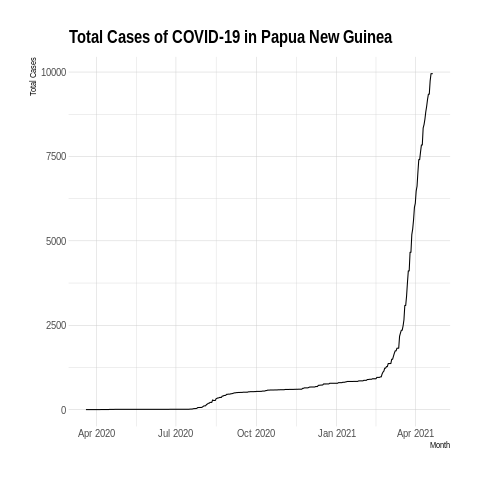 Total Cases of COVID-19 in Papua New Guinea
Total Cases
10000
7500
5000
2500
0
Apr 2020 Jul 2020 Oct 2020 Jan 2021 Apr 2021
Month